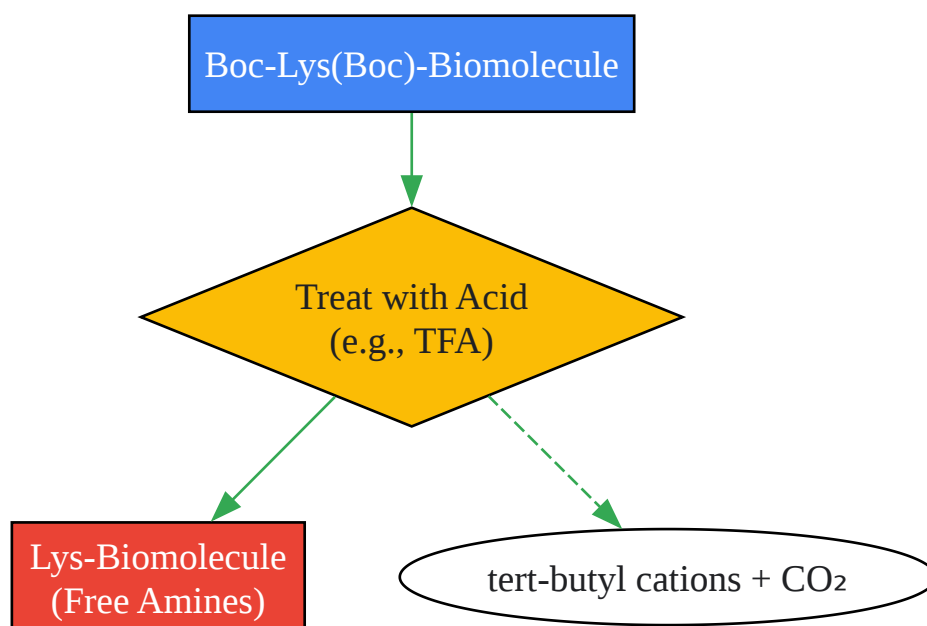 Boc-Lys(Boc)-Biomolecule
Treat with Acid
(e.g., TFA)
Lys-Biomolecule
(Free Amines)
tert-butyl cations + CO₂